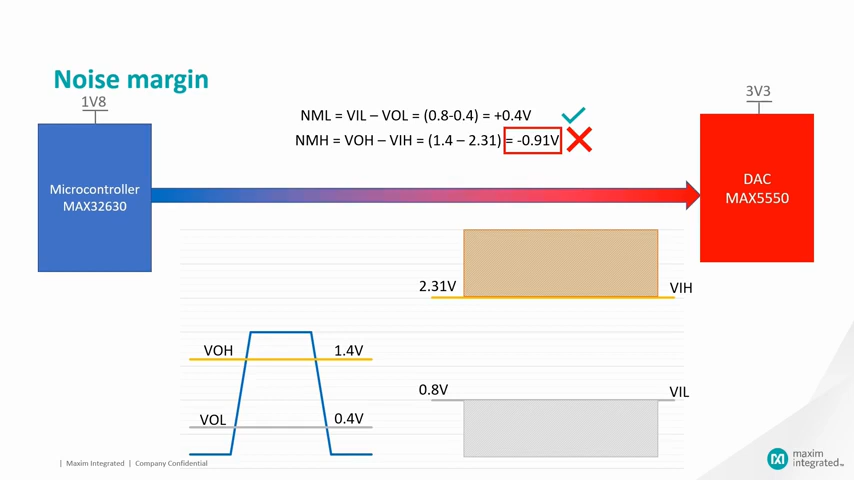 Noise margin
1V8
3V3
NML = VIL – VOL = (0.8-0.4) = +0.4V
NMH = VOH – VIH = (1.4 – 2.31) = -0.91V
Microcontroller
MAX32630
DAC
MAX5550
2.31V
VIH
VOH
1.4V
0.8V
VIL
VOL
0.4V
| Maxim Integrated | Company Confidential
maxim
integrated™